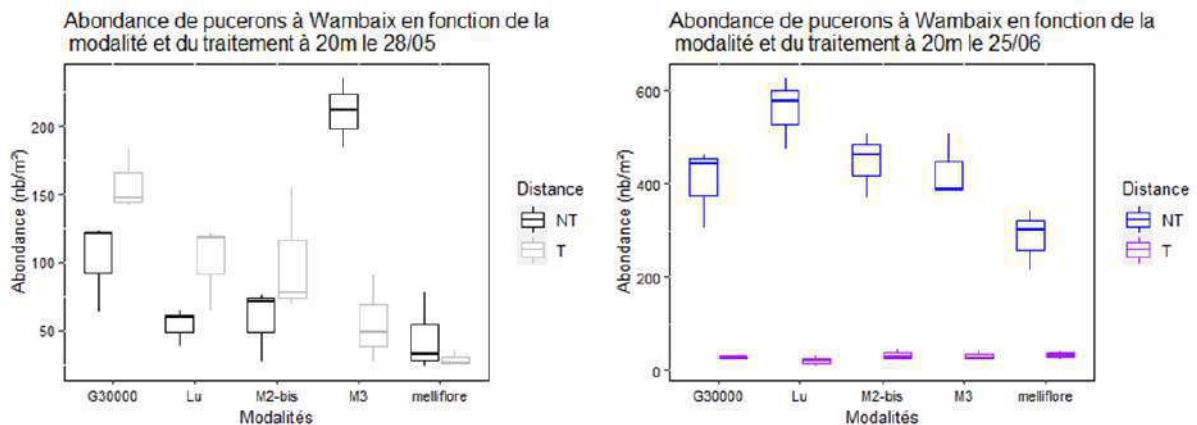 Abondance de pucerons à Wambaix en fonction de la
modalité et du traitement à 20m le 28/05
Abondance (nb/m²)
200
150
100
50
G30000
Lu
M2-bis
M3
melliflore
Modalités
Distance
NT
T
Abondance de pucerons à Wambaix en fonction de la
modalité et du traitement à 20m le 25/06
Abondance (nb/m²)
600
400
200
0
G30000
Lu
M2-bis
M3
melliflore
Modalités
Distance
NT
T